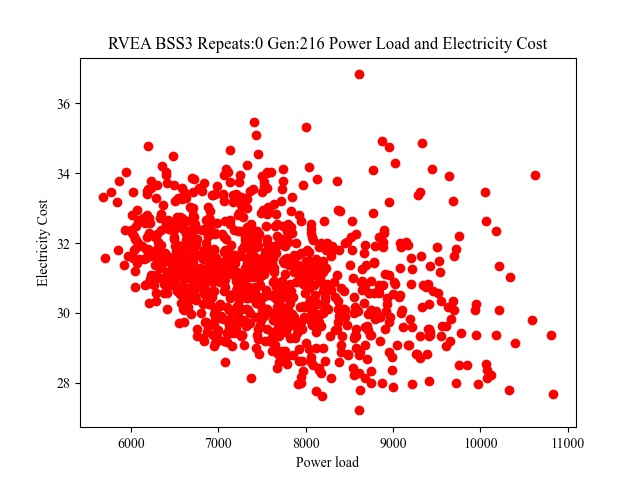 RVEA BSS3 Repeats:0 Gen:216 Power Load and Electricity Cost
36
34
32
30
28
Electricity Cost
6000 7000 8000 9000 10000 11000
Power load